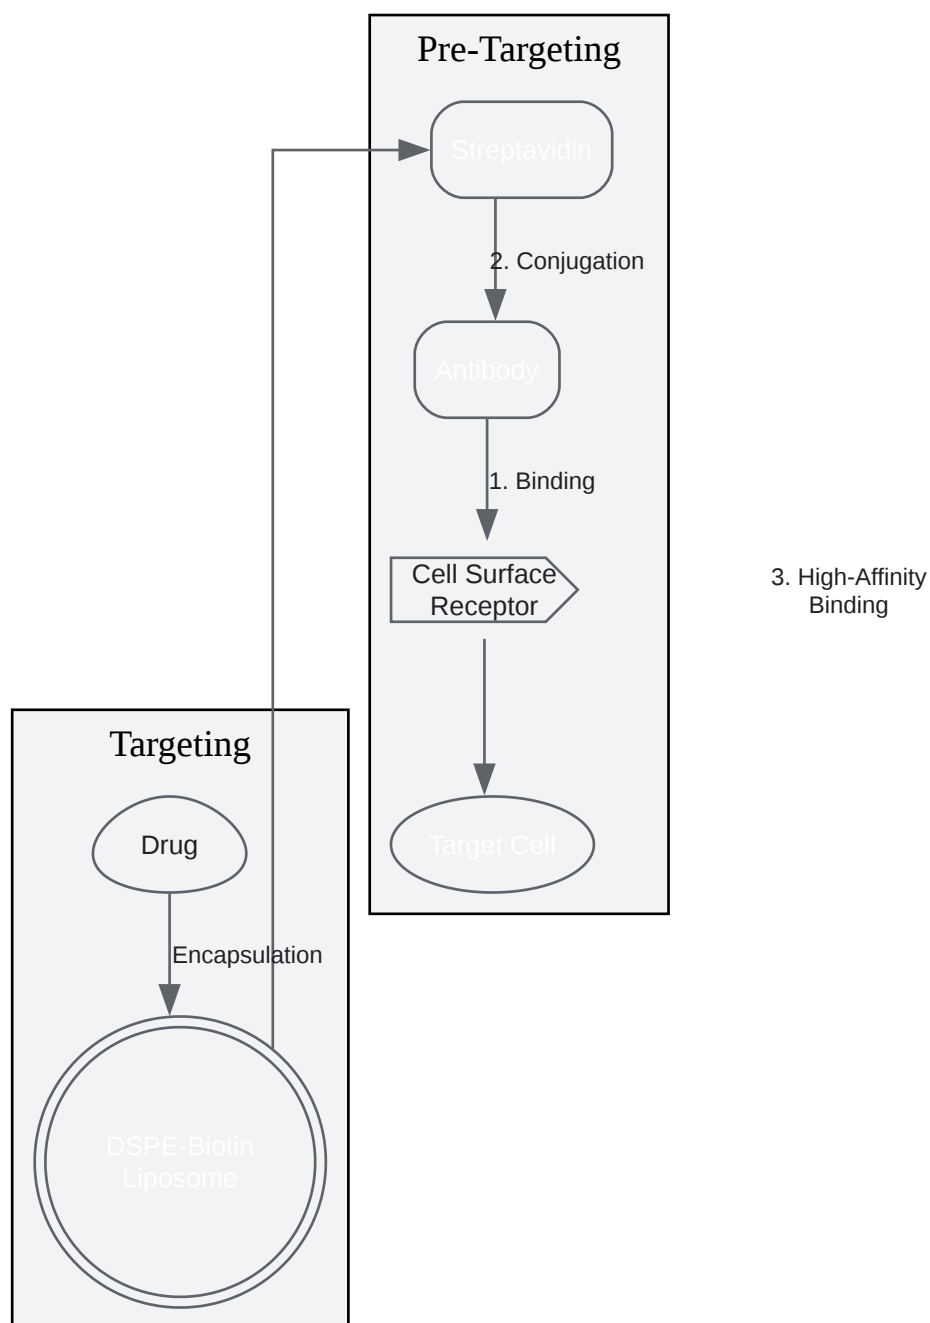 Pre-Targeting
Streptavidin
2. Conjugation
Antibody
1. Binding
Cell Surface
Receptor
3. High-Affinity
Binding
Target Cell
Targeting
Drug
Encapsulation
DSPE-Biotin
Liposome